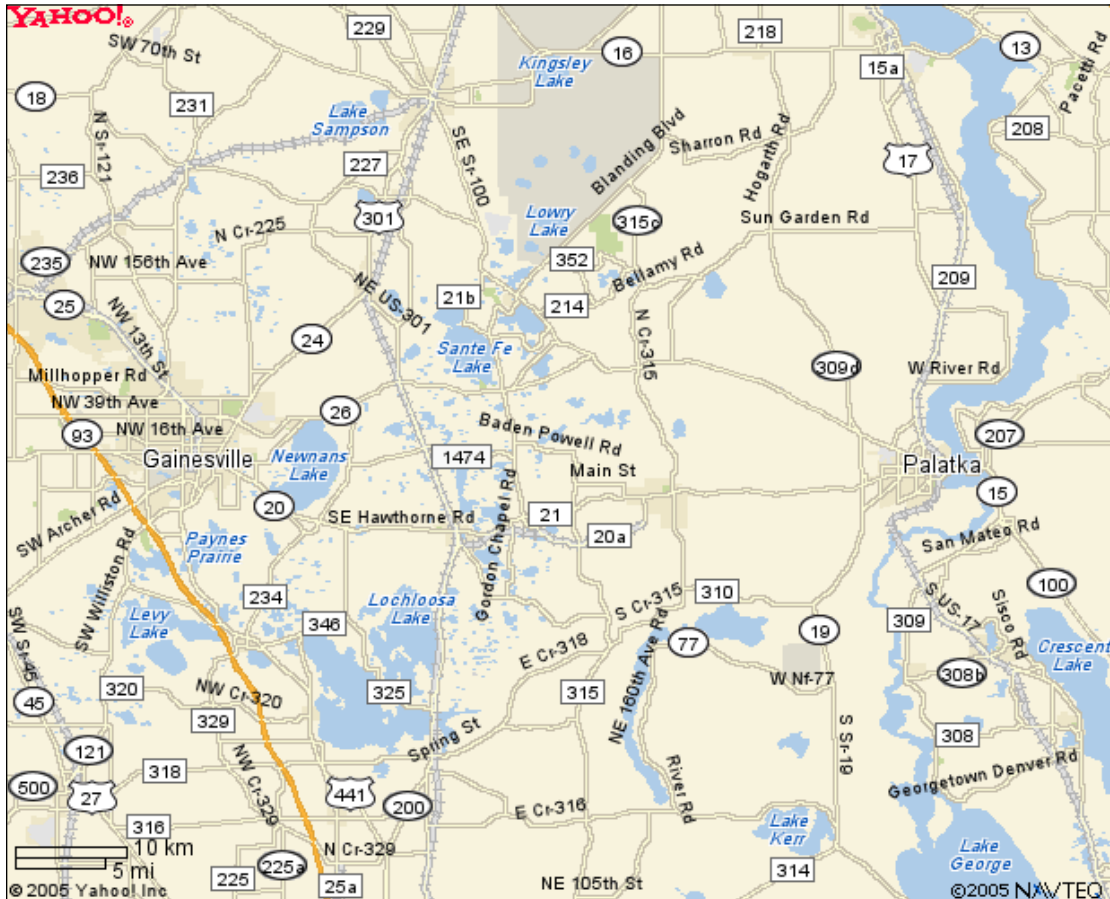 YAHOO!®
229
218
16
13
SW 70th St
Kingsley
Lake
15a
Pacetti Rd
18
231
Lake
Sampson
N Sr-121
SE Sr-100
Blanding Blvd
Sharron Rd
Hogarth Rd
208
227
17
236
301
Lowry
Lake
315c
Sun Garden Rd
N Cr-225
235
NW 156th Ave
352
Bellamy Rd
209
NE US-301
21b
214
25
NW 13th St
24
Sante Fe
Lake
N Cr-315
309d
W River Rd
Millhopper Rd
NW 39th Ave
26
93
NW 16th Ave
Baden Powell Rd
207
Gainesville
Newnans
Lake
1474
Main St
Palatka
15
SW Archer Rd
20
SE Hawthorne Rd
Gordon Chapel Rd
21
20a
San Mateo Rd
Paynes
Prairie
SW Williston Rd
100
234
Lochloosa
Lake
S Cr-315
310
309
S US-17
Sisco Rd
Levy
Lake
346
19
SW Sr-45
E Cr-318
77
Crescent
Lake
320
NW Cr-320
325
315
NE 160th Ave Rd
W Nf-77
308b
45
329
Spring St
S Sr-19
308
121
NW Cr-329
318
River Rd
Georgetown Denver Rd
500
27
441
200
E Cr-316
316
Lake
Kerr
10 km
N Cr-329
Lake
George
5 mi
225a
314
225
25a
NE 105th St
© 2005 Yahoo! Inc
©2005 NAVTEQ